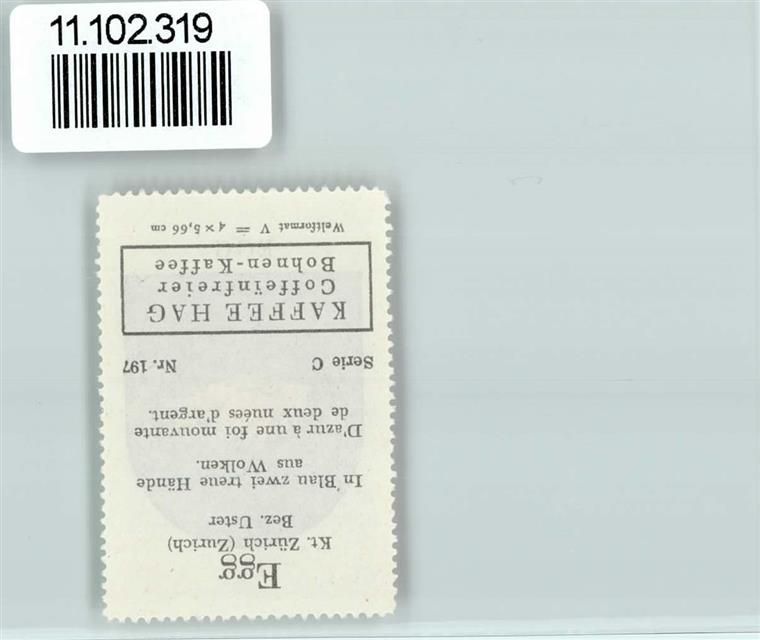 11.102.319
Egg
Kt. Zürich (Zurich)
Bez. Uster
In Blau zwei treue Hände
aus Wolken.
D'azur à une foi mouvante
de deux nuées d'argent.
Serie C Nr. 197
KAFFEE HAG
Coffeïnfreier
Bohnen-Kaffee
Weltformat V = 4 × 5,66 cm